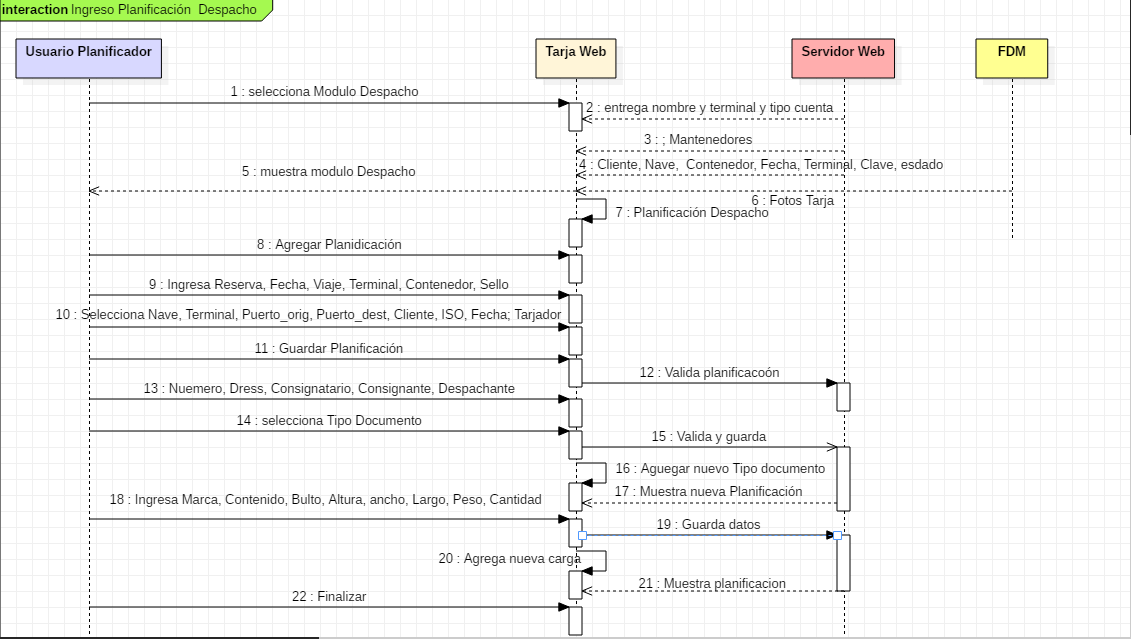 interaction Ingreso Planificación Despacho
Usuario Planificador
Tarja Web
Servidor Web
FDM
1 : selecciona Modulo Despacho
2 : entrega nombre y terminal y tipo cuenta
3 : ; Mantenedores
4 : Cliente, Nave, Contenedor, Fecha, Terminal, Clave, esdado
5 : muestra modulo Despacho
6 : Fotos Tarja
7 : Planificación Despacho
8 : Agregar Planidicación
9 : Ingresa Reserva, Fecha, Viaje, Terminal, Contenedor, Sello
10 : Selecciona Nave, Terminal, Puerto_orig, Puerto_dest, Cliente, ISO, Fecha; Tarjador
11 : Guardar Planificación
12 : Valida planificacoón
13 : Nuemero, Dress, Consignatario, Consignante, Despachante
14 : selecciona Tipo Documento
15 : Valida y guarda
16 : Aguegar nuevo Tipo documento
17 : Muestra nueva Planificación
18 : Ingresa Marca, Contenido, Bulto, Altura, ancho, Largo, Peso, Cantidad
19 : Guarda datos
20 : Agrega nueva carga
21 : Muestra planificacion
22 : Finalizar